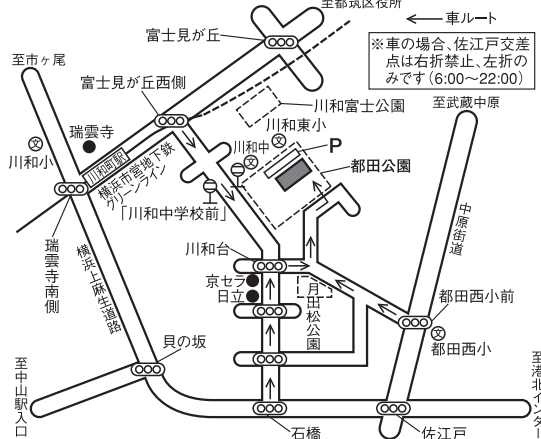 至都筑区役所
←車ルート
富士見が丘
※車の場合、佐江戸交差
点は右折禁止、左折の
みです(6:00〜22:00)
至市ヶ尾
富士見が丘西側
至武蔵中原
川和富士公園
瑞雲寺
川和東小
文
文
川和中
文
P
川和小
川和町駅
都田公園
横浜市営地下鉄
グリーンライン
「川和中学校前」
中原街道
瑞雲寺南側
横浜上麻生道路
川和台
京セラ
日立
月出松公園
都田西小前
文
都田西小
貝の坂
至中山駅入口
至港北インター
石橋
佐江戸